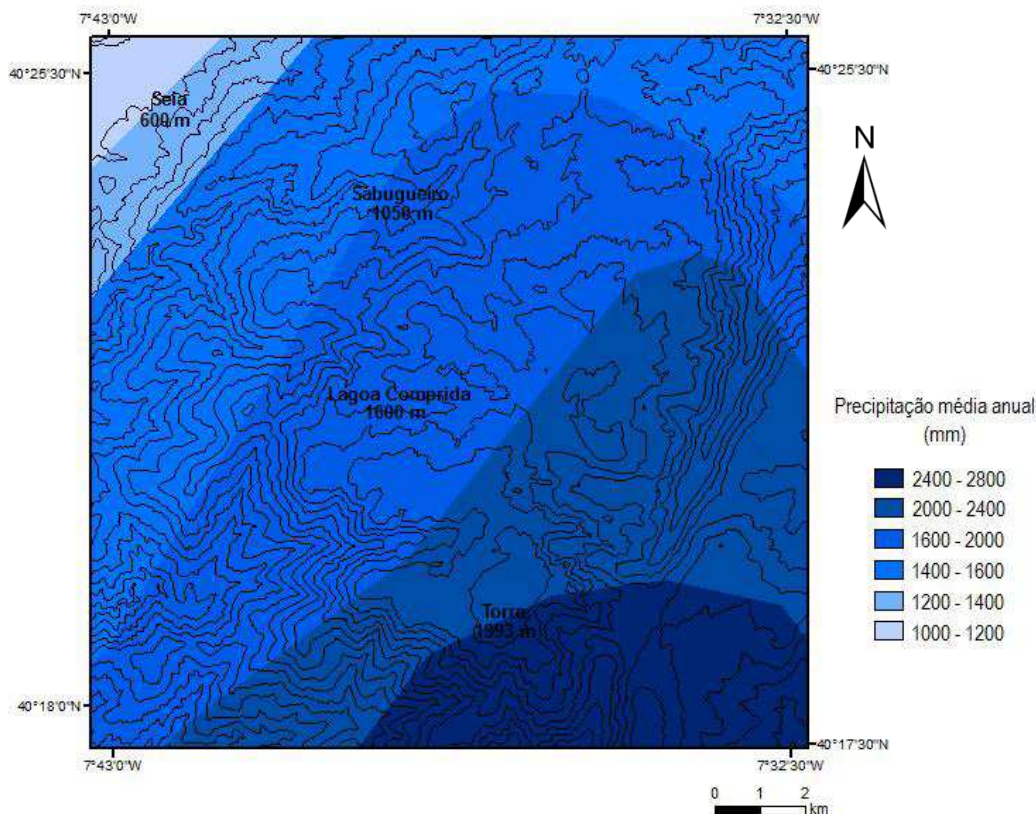 7°43'0"W
7°32'30"W
40°25'30"N
40°25'30"N
Seia
600 m
N
Sabugueiro
1050 m
Lagoa Comprida
1600 m
Precipitação média anual
(mm)
2400 - 2800
2000 - 2400
1600 - 2000
1400 - 1600
1200 - 1400
1000 - 1200
Torre
1993 m
40°18'0"N
40°17'30"N
7°43'0"W
7°32'30"W
0 1 2
km